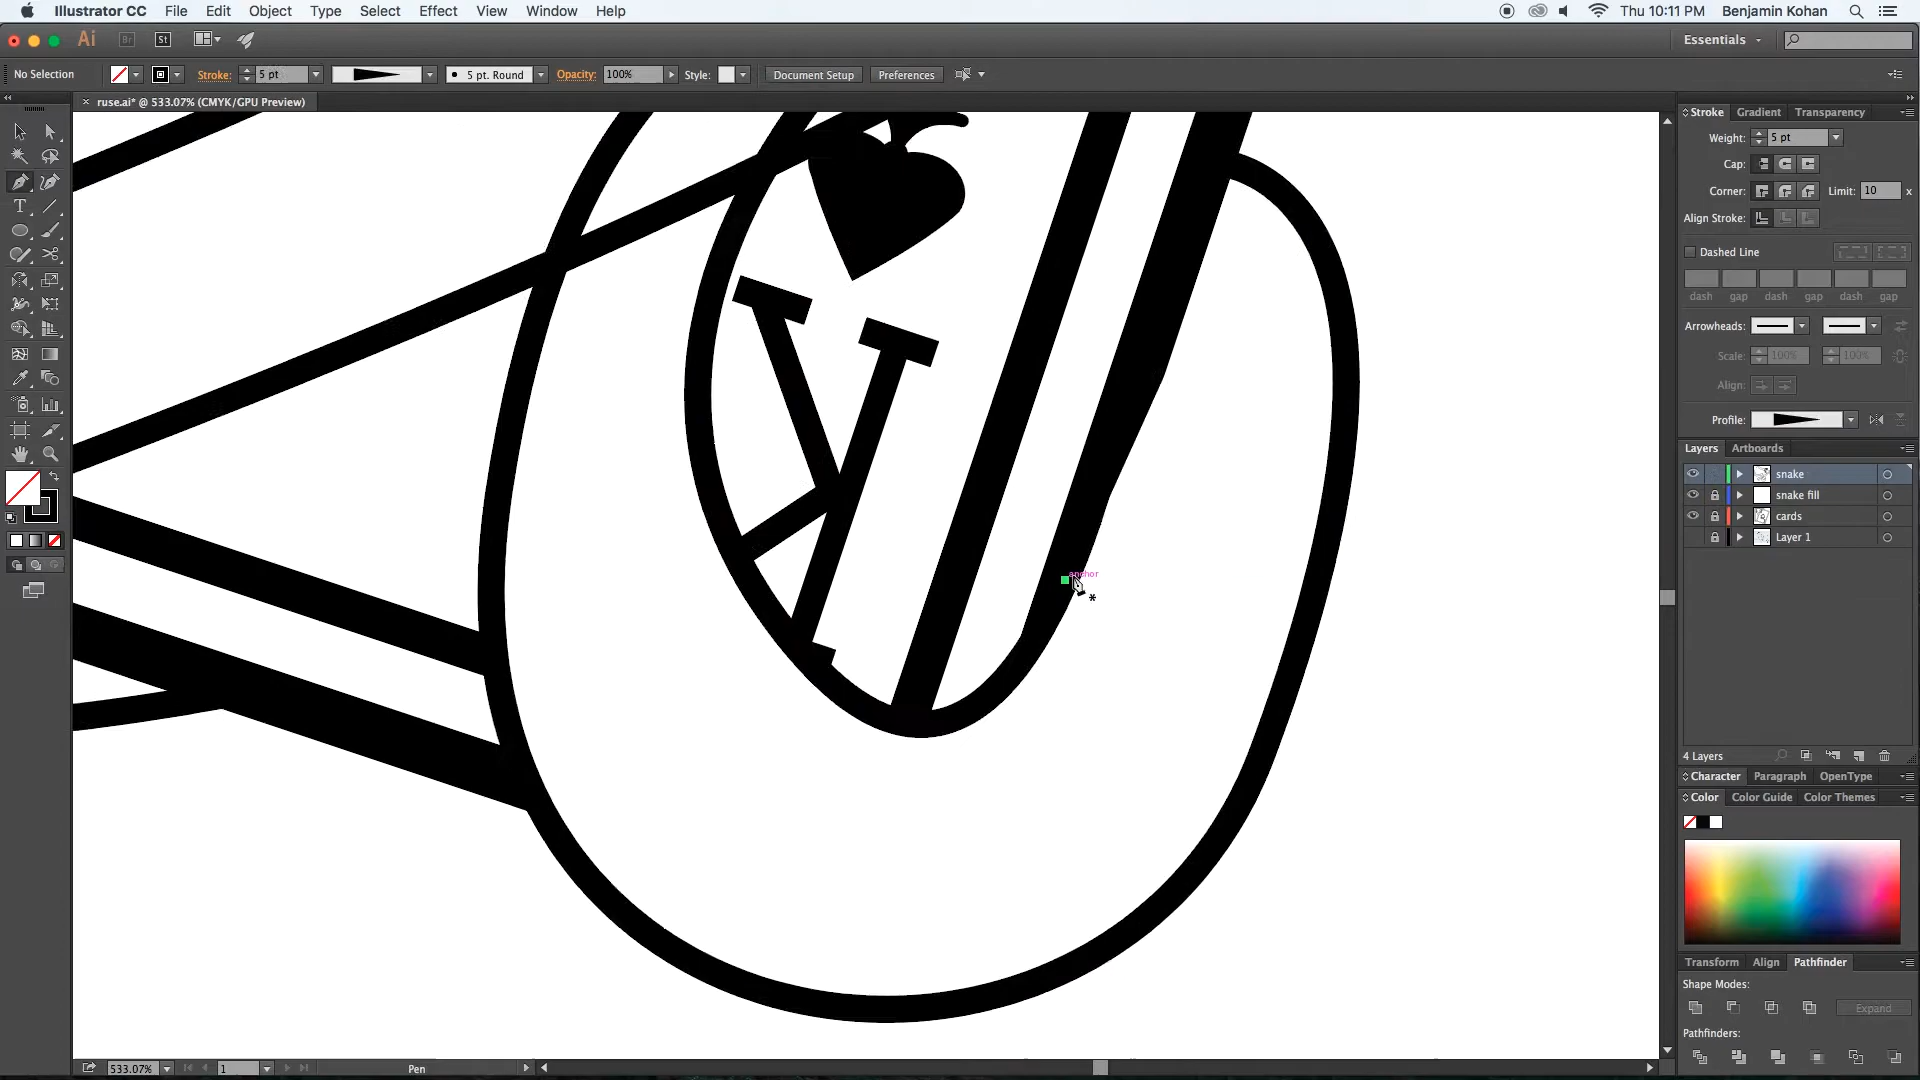 Illustrator CC File Edit Object Type Select Effect View Window Help Thu 10:11 PM Benjamin Kohan
Ai Br St Essentials
No Selection Stroke: 5 pt 5 pt. Round Opacity: 100% Style: Document Setup Preferences
× ruse.ai* @ 533.07% (CMYK/GPU Preview)
Stroke Gradient Transparency
Weight: 5 pt
Cap:
Corner: Limit: 10 x
Align Stroke:
Dashed Line
dash gap dash gap dash gap
Arrowheads:
Scale: 100% 100%
Align:
Profile:
Layers Artboards
snake
snake fill
cards
Layer 1
anchor
4 Layers
Character Paragraph OpenType
Color Color Guide Color Themes
Transform Align Pathfinder
Shape Modes:
Expand
Pathfinders:
533.07% 1 Pen